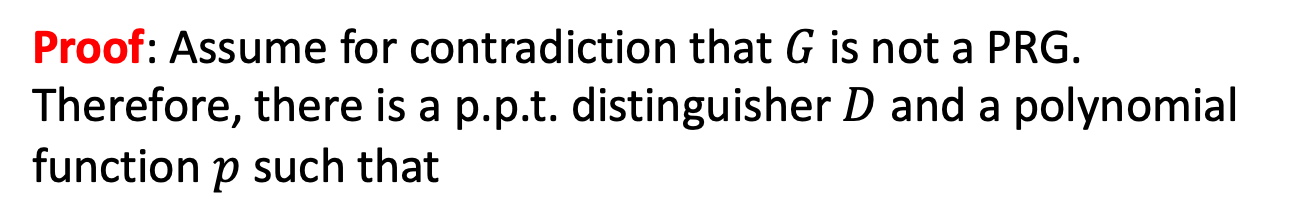 Proof: Assume for contradiction that G is not a PRG.
Therefore, there is a p.p.t. distinguisher D and a polynomial
function p such that